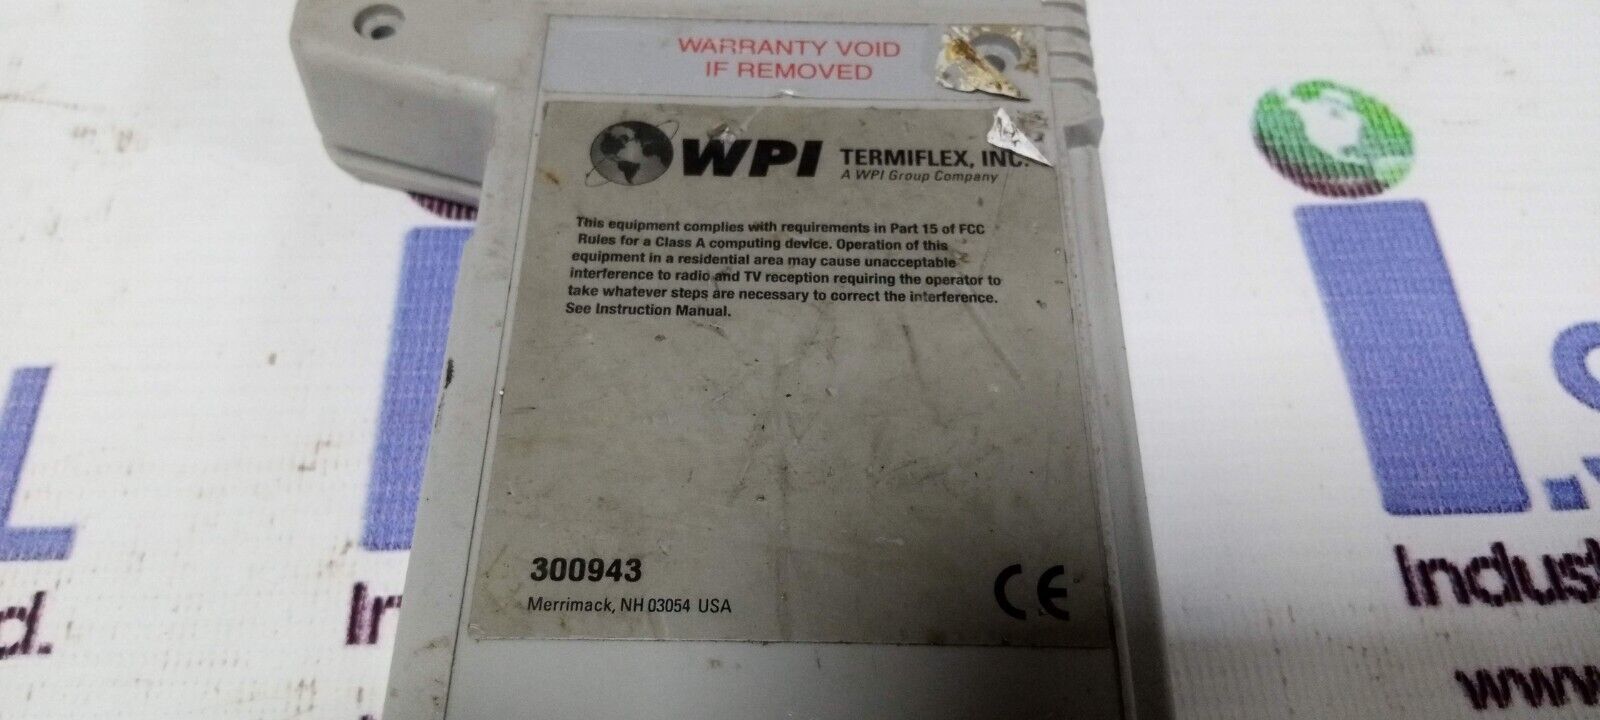 WARRANTY VOID
IF REMOVED
WPI TERMIFLEX, INC.
A WPI Group Company
This equipment complies with requirements in Part 15 of FCC
Rules for a Class A computing device. Operation of this
equipment in a residential area may cause unacceptable
interference to radio and TV reception requiring the operator to
take whatever steps are necessary to correct the interference.
See Instruction Manual.
300943
Merrimack, NH 03054 USA
CE
L
d.
i.s
Indust
www.